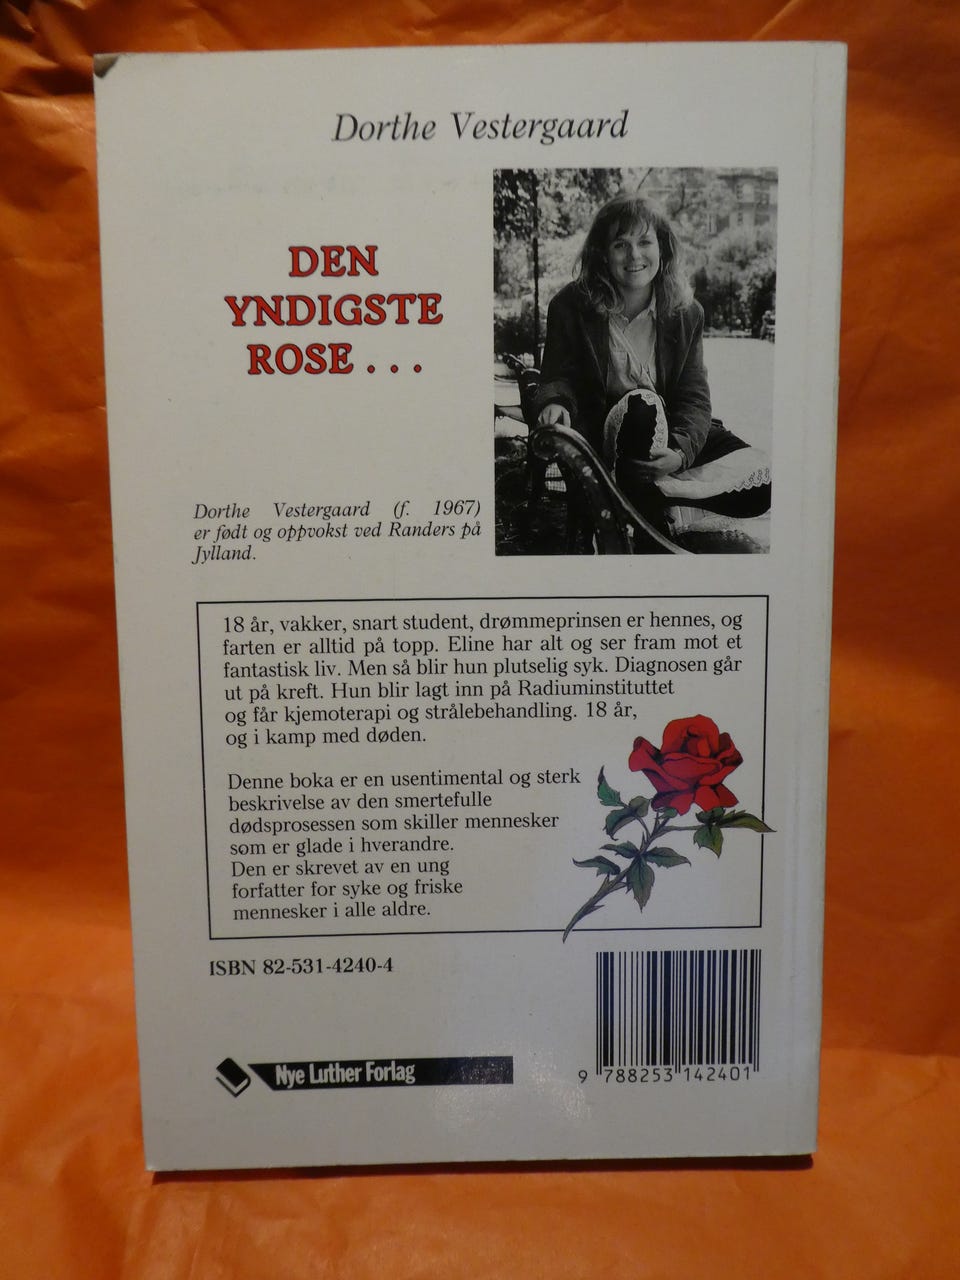 Dorthe Vestergaard
DEN
YNDIGSTE
ROSE . . .
Dorthe Vestergaard (f. 1967)
er født og oppvokst ved Randers på
Jylland.
18 år, vakker, snart student, drømmeprinsen er hennes, og
farten er alltid på topp. Eline har alt og ser fram mot et
fantastisk liv. Men så blir hun plutselig syk. Diagnosen går
ut på kreft. Hun blir lagt inn på Radiuminstituttet
og får kjemoterapi og strålebehandling. 18 år,
og i kamp med døden.
Denne boka er en usentimental og sterk
beskrivelse av den smertefulle
dødsprosessen som skiller mennesker
som er glade i hverandre.
Den er skrevet av en ung
forfatter for syke og friske
mennesker i alle aldre.
ISBN 82-531-4240-4
9 788253 142401
Nye Luther Forlag